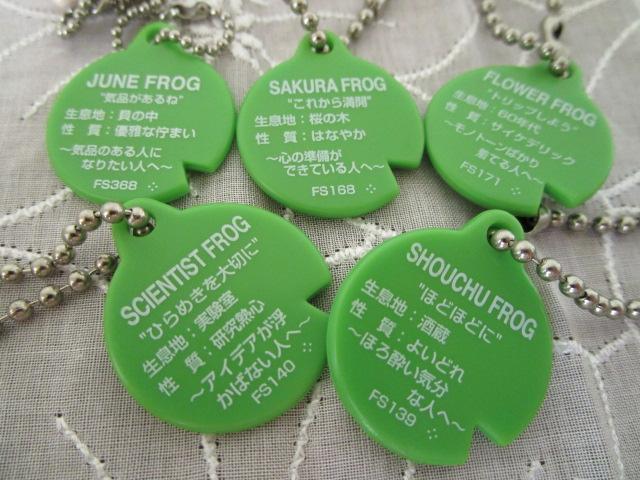 JUNE FROG
"気品があるね"
生息地：貝の中
性　質：優雅な佇まい
～気品のある人に
なりたい人へ～
FS368
SAKURA FROG
"これから満開"
生息地：桜の木
性　質：はなやか
～心の準備が
できている人へ～
FS168
FLOWER FROG
"トリップしよう"
生息地：60年代
性　質：サイケデリック
～モノトーンばかり
着てる人へ～
FS171
SCIENTIST FROG
"ひらめきを大切に"
生息地：実験室
性　質：研究熱心
～アイデアが浮
かばない人へ～
FS140
SHOUCHU FROG
"ほどほどに"
生息地：酒蔵
性　質：よいどれ
～ほろ酔い気分
な人へ～
FS139